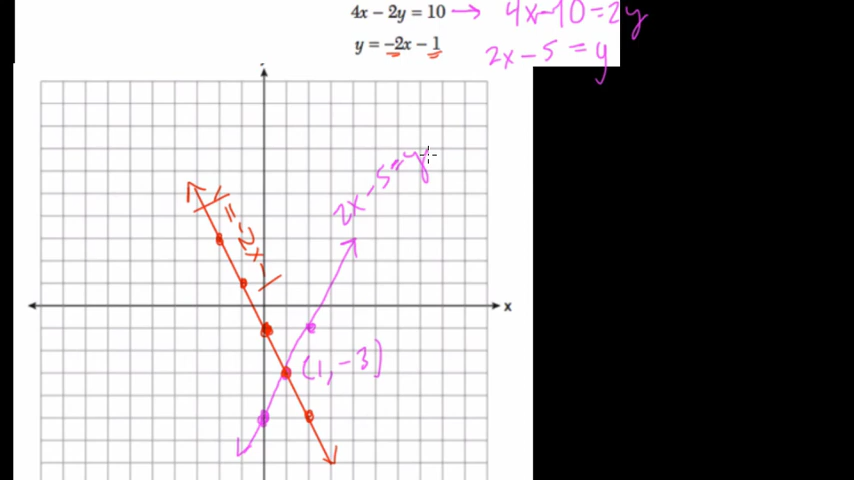 4x − 2y = 10 → 4x-10=2y
y = −2x − 1
2x-5=y
2x-5=y
y=-2x-1
x
(1,-3)